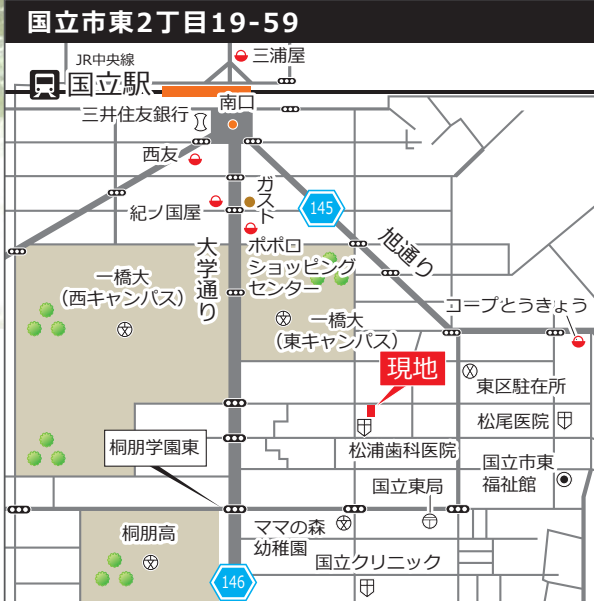 国立市東2丁目19-59
三浦屋
JR中央線
国立駅
南口
三井住友銀行
西友
ガスト
145
紀ノ国屋
大学通り
旭通り
ポポロ
ショッピング
センター
一橋大
（西キャンパス）
コープとうきょう
一橋大
（東キャンパス）
現地
東区駐在所
松尾医院
桐朋学園東
松浦歯科医院
国立市東
福祉館
国立東局
桐朋高
ママの森
幼稚園
国立クリニック
146